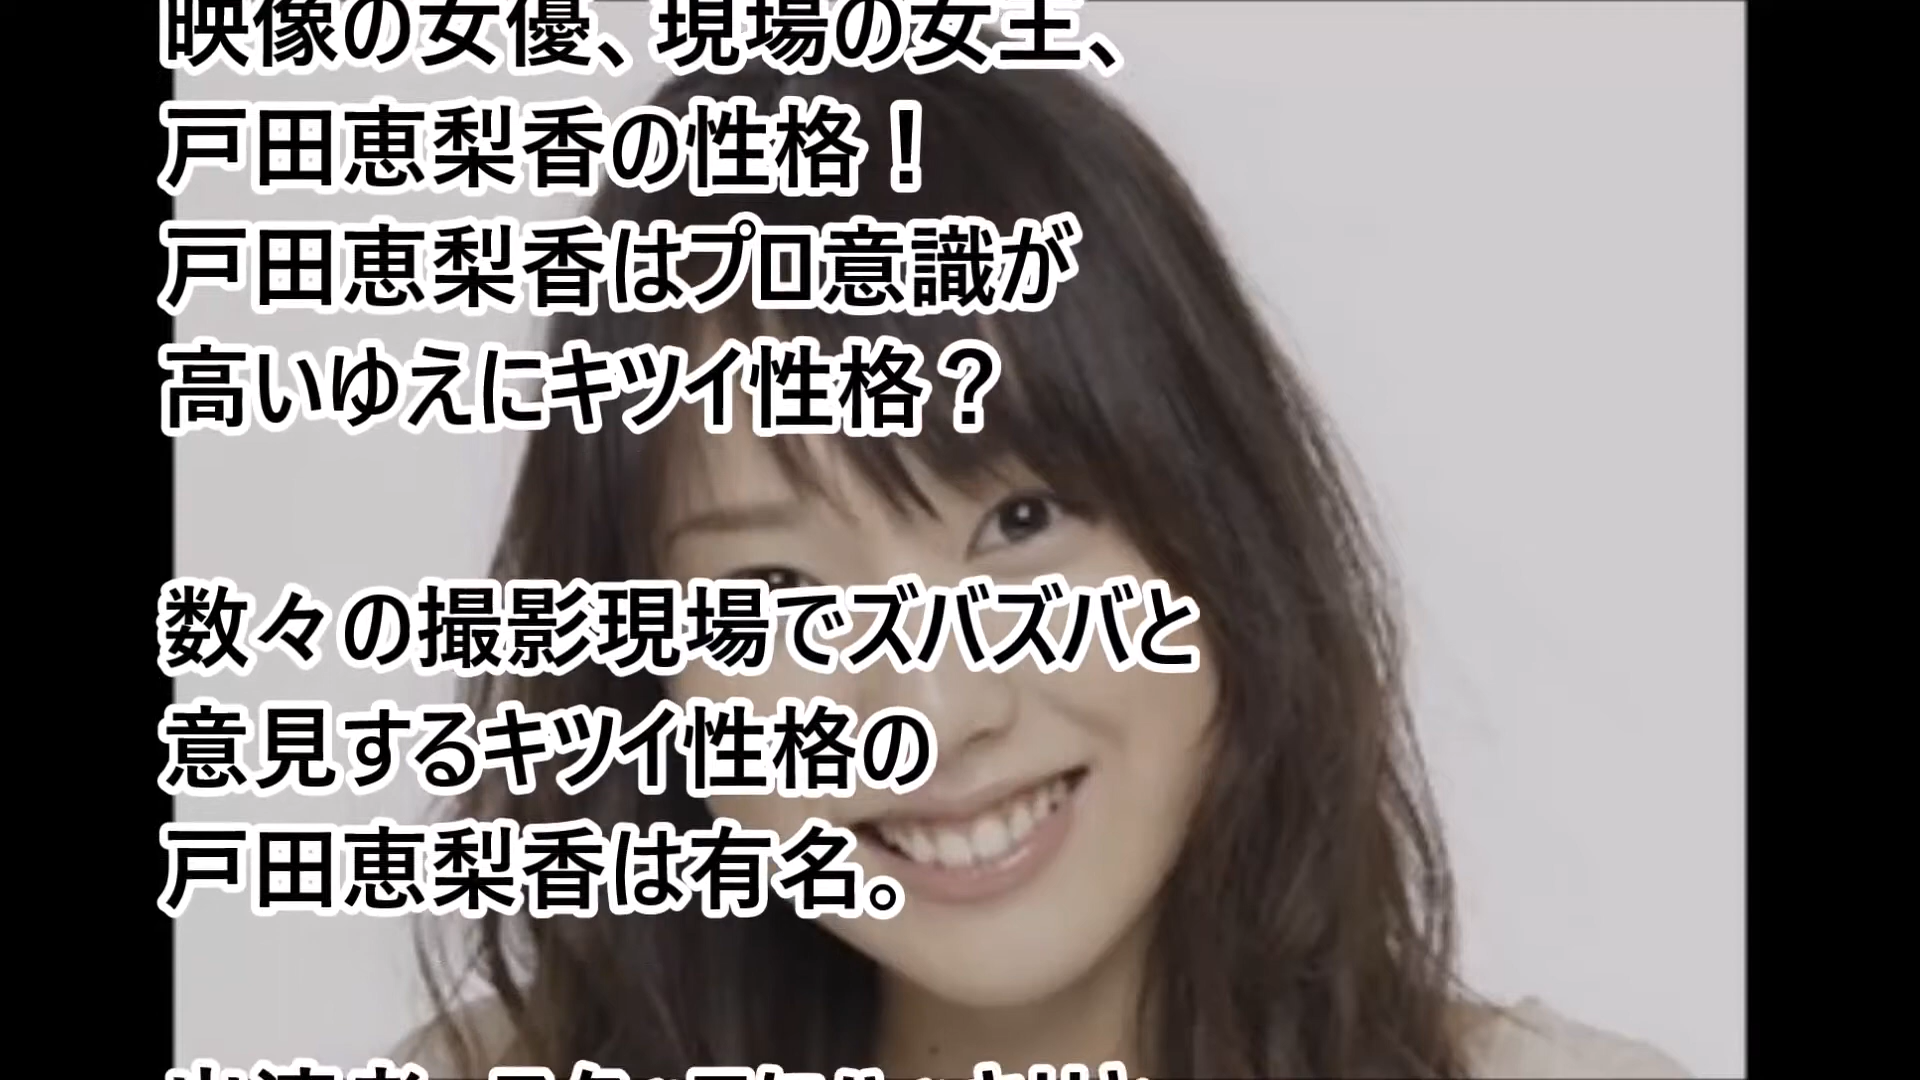 映像の女優、現場の女王、
戸田恵梨香の性格！
戸田恵梨香はプロ意識が
高いゆえにキツイ性格？
数々の撮影現場でズバズバと
意見するキツイ性格の
戸田恵梨香は有名。